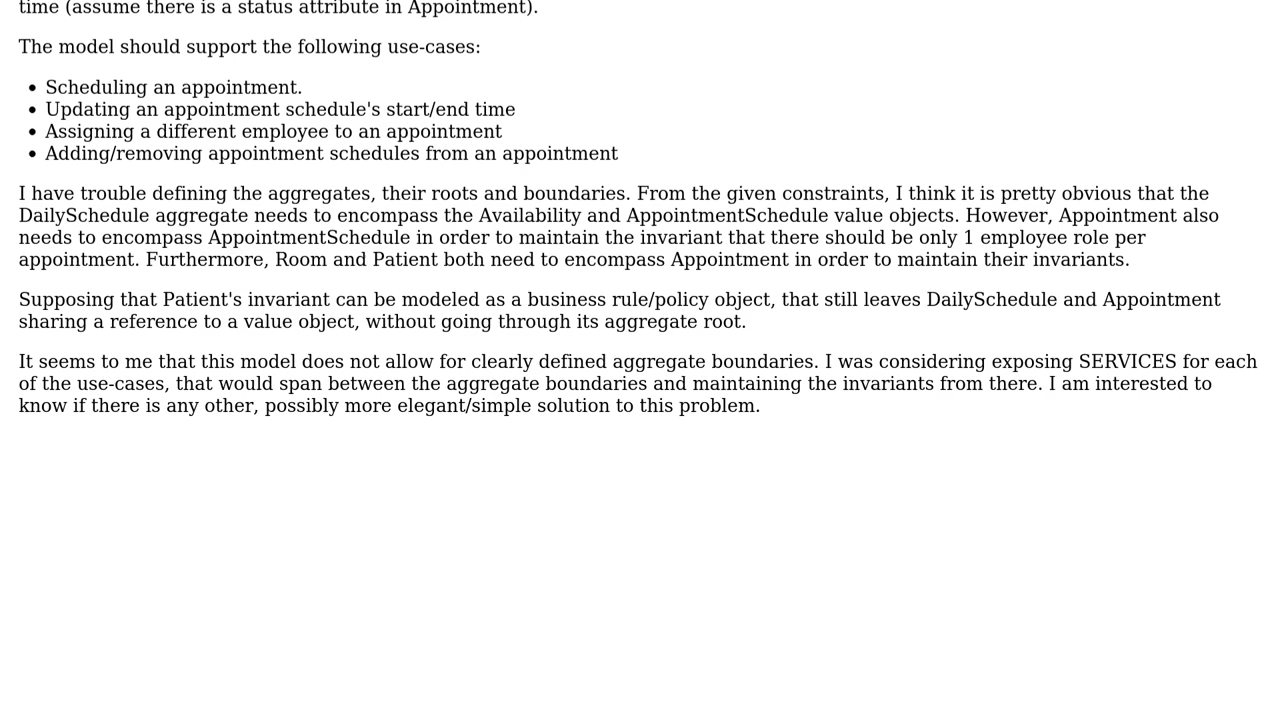 time (assume there is a status attribute in Appointment).
The model should support the following use-cases:
• Scheduling an appointment.
• Updating an appointment schedule's start/end time
• Assigning a different employee to an appointment
• Adding/removing appointment schedules from an appointment
I have trouble defining the aggregates, their roots and boundaries. From the given constraints, I think it is pretty obvious that the
DailySchedule aggregate needs to encompass the Availability and AppointmentSchedule value objects. However, Appointment also
needs to encompass AppointmentSchedule in order to maintain the invariant that there should be only 1 employee role per
appointment. Furthermore, Room and Patient both need to encompass Appointment in order to maintain their invariants.
Supposing that Patient's invariant can be modeled as a business rule/policy object, that still leaves DailySchedule and Appointment
sharing a reference to a value object, without going through its aggregate root.
It seems to me that this model does not allow for clearly defined aggregate boundaries. I was considering exposing SERVICES for each
of the use-cases, that would span between the aggregate boundaries and maintaining the invariants from there. I am interested to
know if there is any other, possibly more elegant/simple solution to this problem.